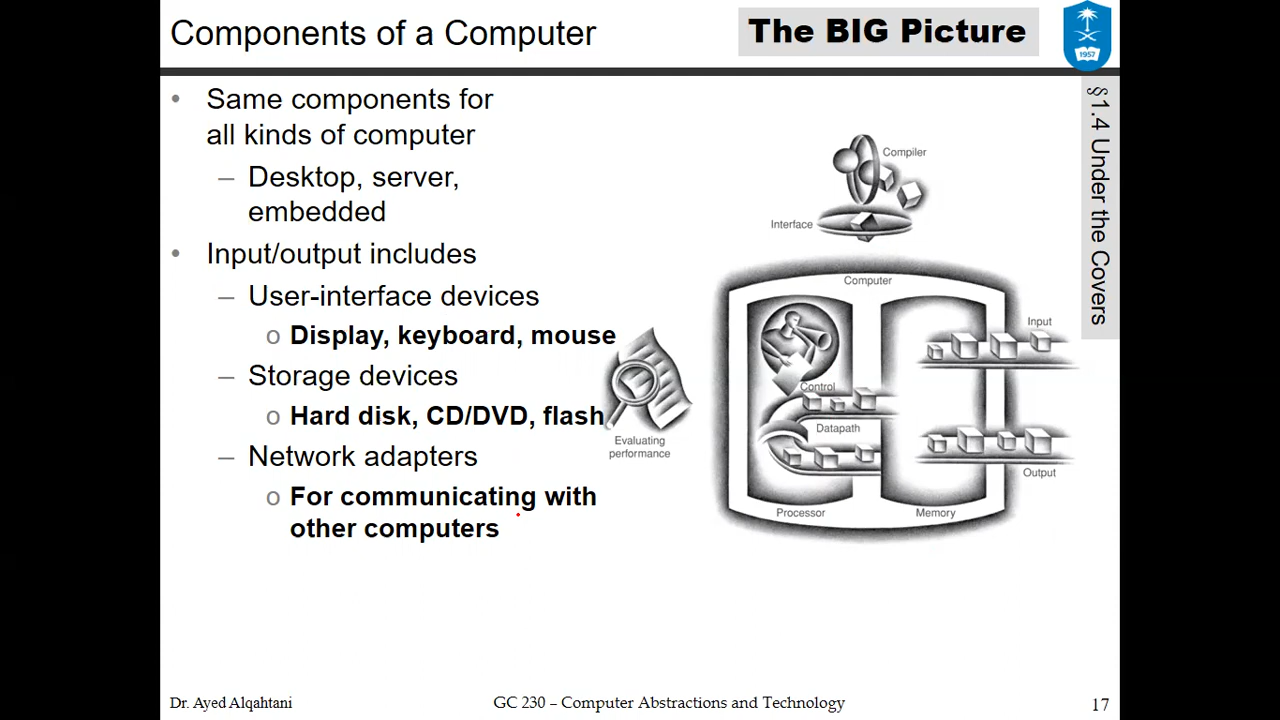 Components of a Computer
The BIG Picture
1957
§1.4 Under the Covers
• Same components for
all kinds of computer
– Desktop, server,
embedded
• Input/output includes
– User-interface devices
o Display, keyboard, mouse
– Storage devices
o Hard disk, CD/DVD, flash
– Network adapters
o For communicating with
other computers
Compiler
Interface
Computer
Input
Control
Datapath
Evaluating
performance
Output
Processor
Memory
Dr. Ayed Alqahtani
GC 230 – Computer Abstractions and Technology
17